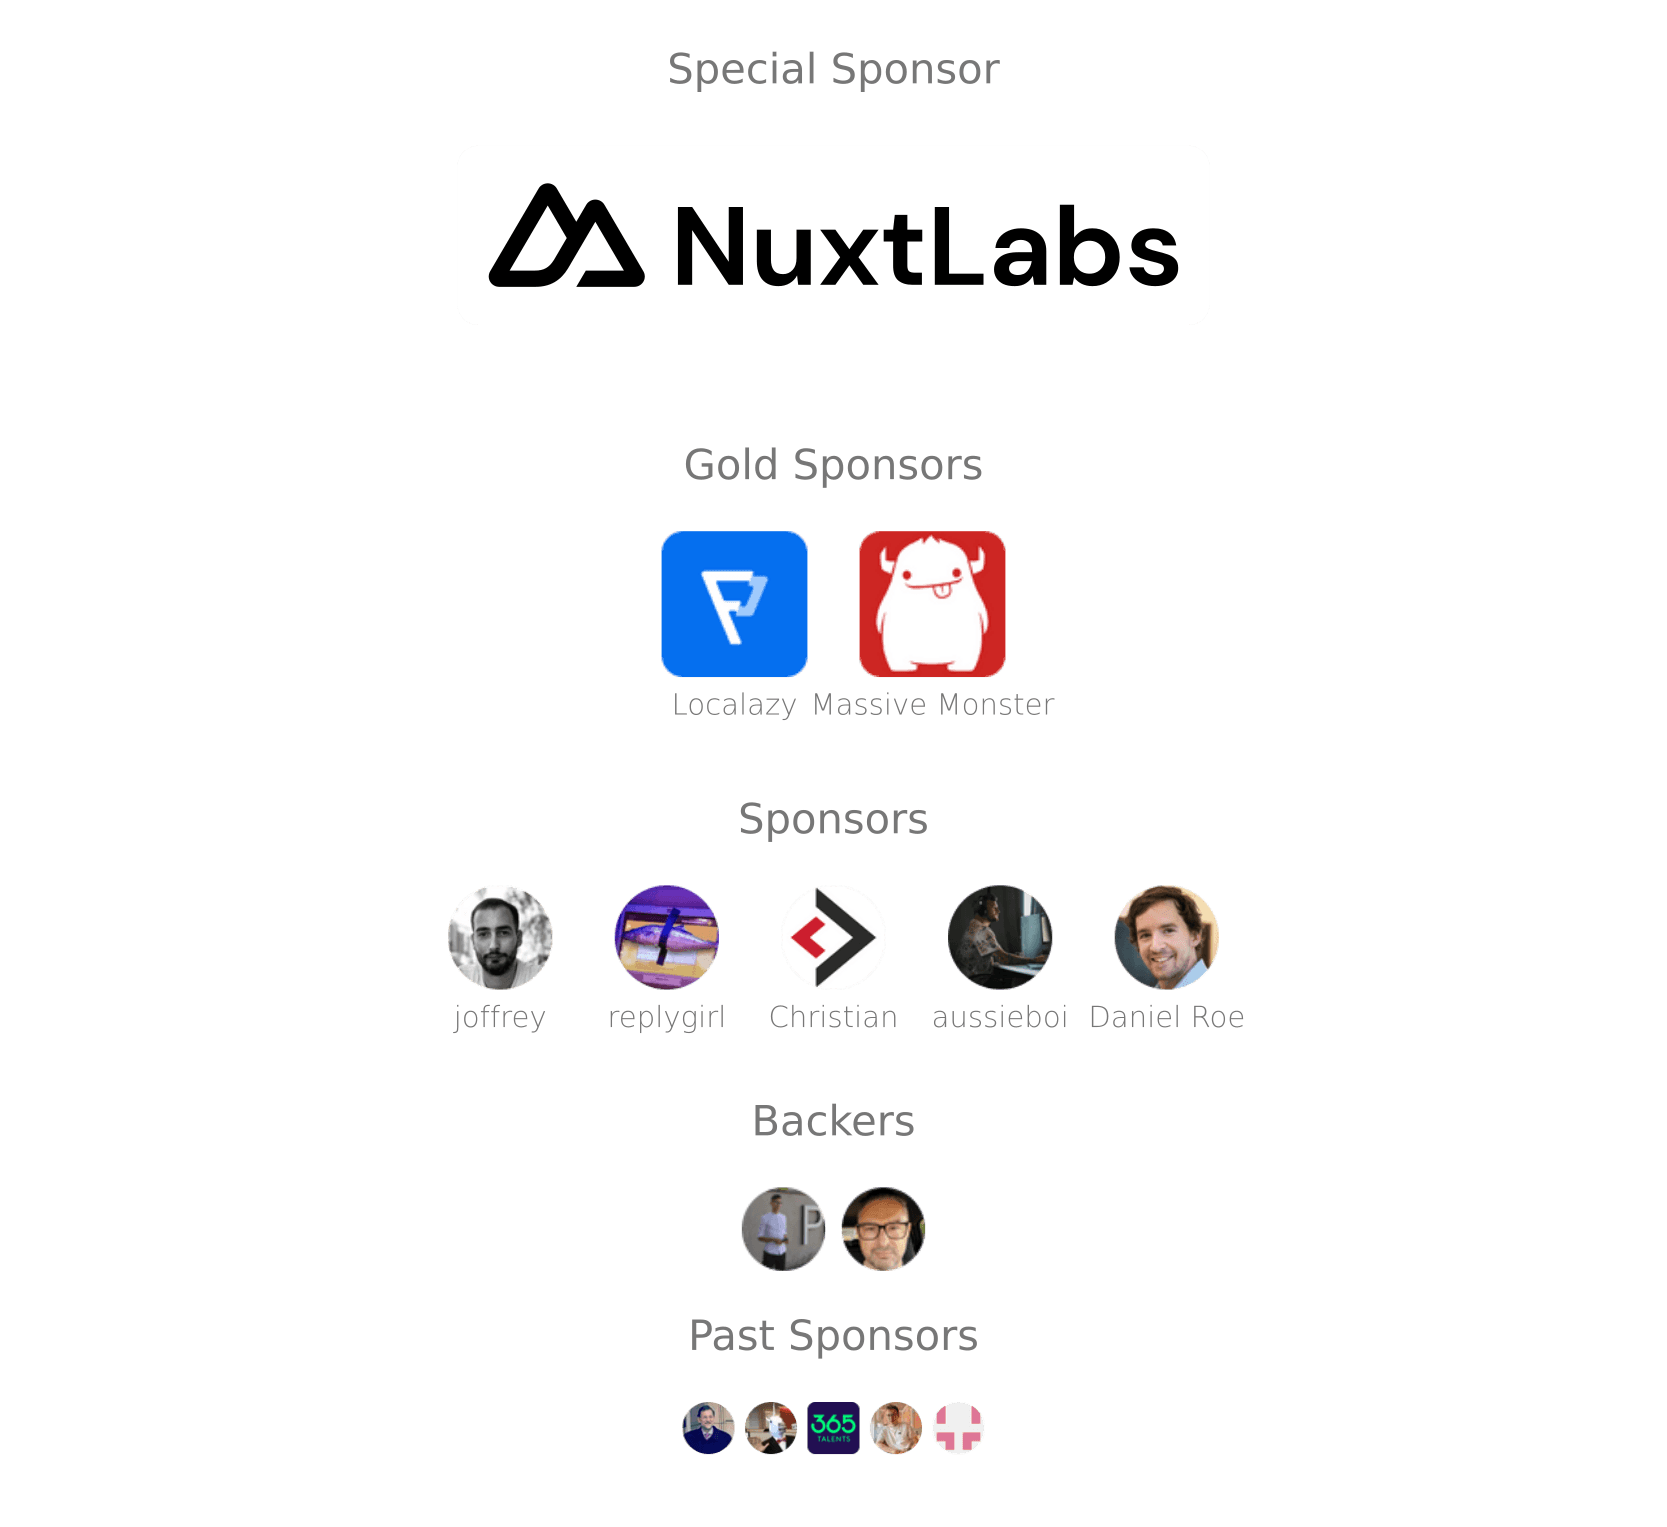 Special Sponsor
NuxtLabs
Gold Sponsors
Localazy Massive Monster
Sponsors
joffrey replygirl Christian aussieboi Daniel Roe
Backers
P
Past Sponsors
365
TALENTS